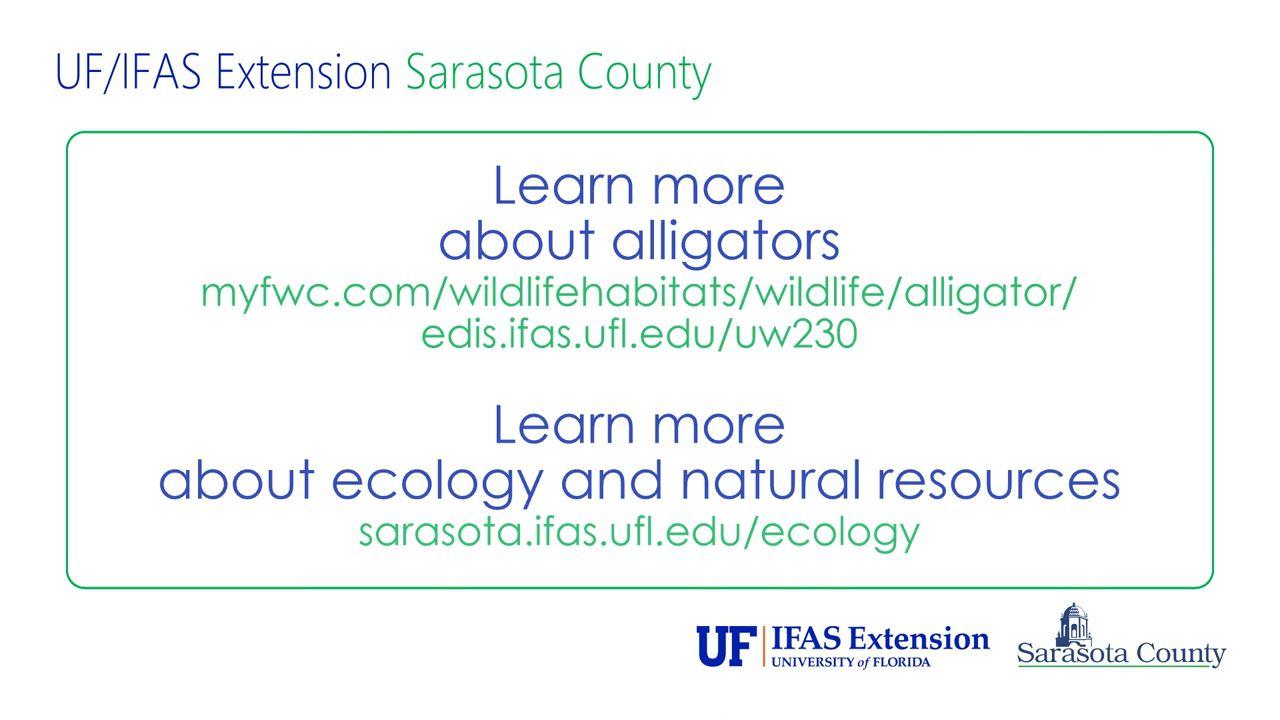 UF/IFAS Extension Sarasota County
Learn more
about alligators
myfwc.com/wildlifehabitats/wildlife/alligator/
edis.ifas.ufl.edu/uw230
Learn more
about ecology and natural resources
sarasota.ifas.ufl.edu/ecology
UF IFAS Extension
UNIVERSITY of FLORIDA
Sarasota County